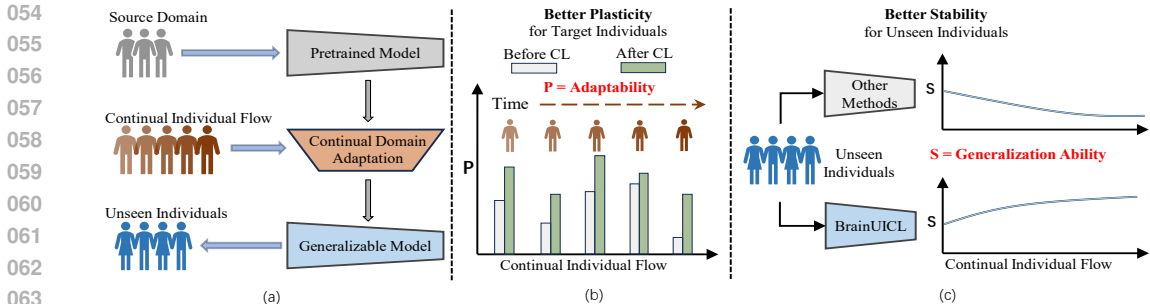 054
055
056
057
058
059
060
061
062
063
Source Domain
Pretrained Model
Continual Individual Flow
Continual Domain
Adaptation
Unseen Individuals
Generalizable Model
(a)
Better Plasticity
for Target Individuals
Before CL
After CL
P = Adaptability
Time
P
Continual Individual Flow
(b)
Better Stability
for Unseen Individuals
Other
Methods
S
Unseen
Individuals
S = Generalization Ability
BrainUICL
S
Continual Individual Flow
(c)